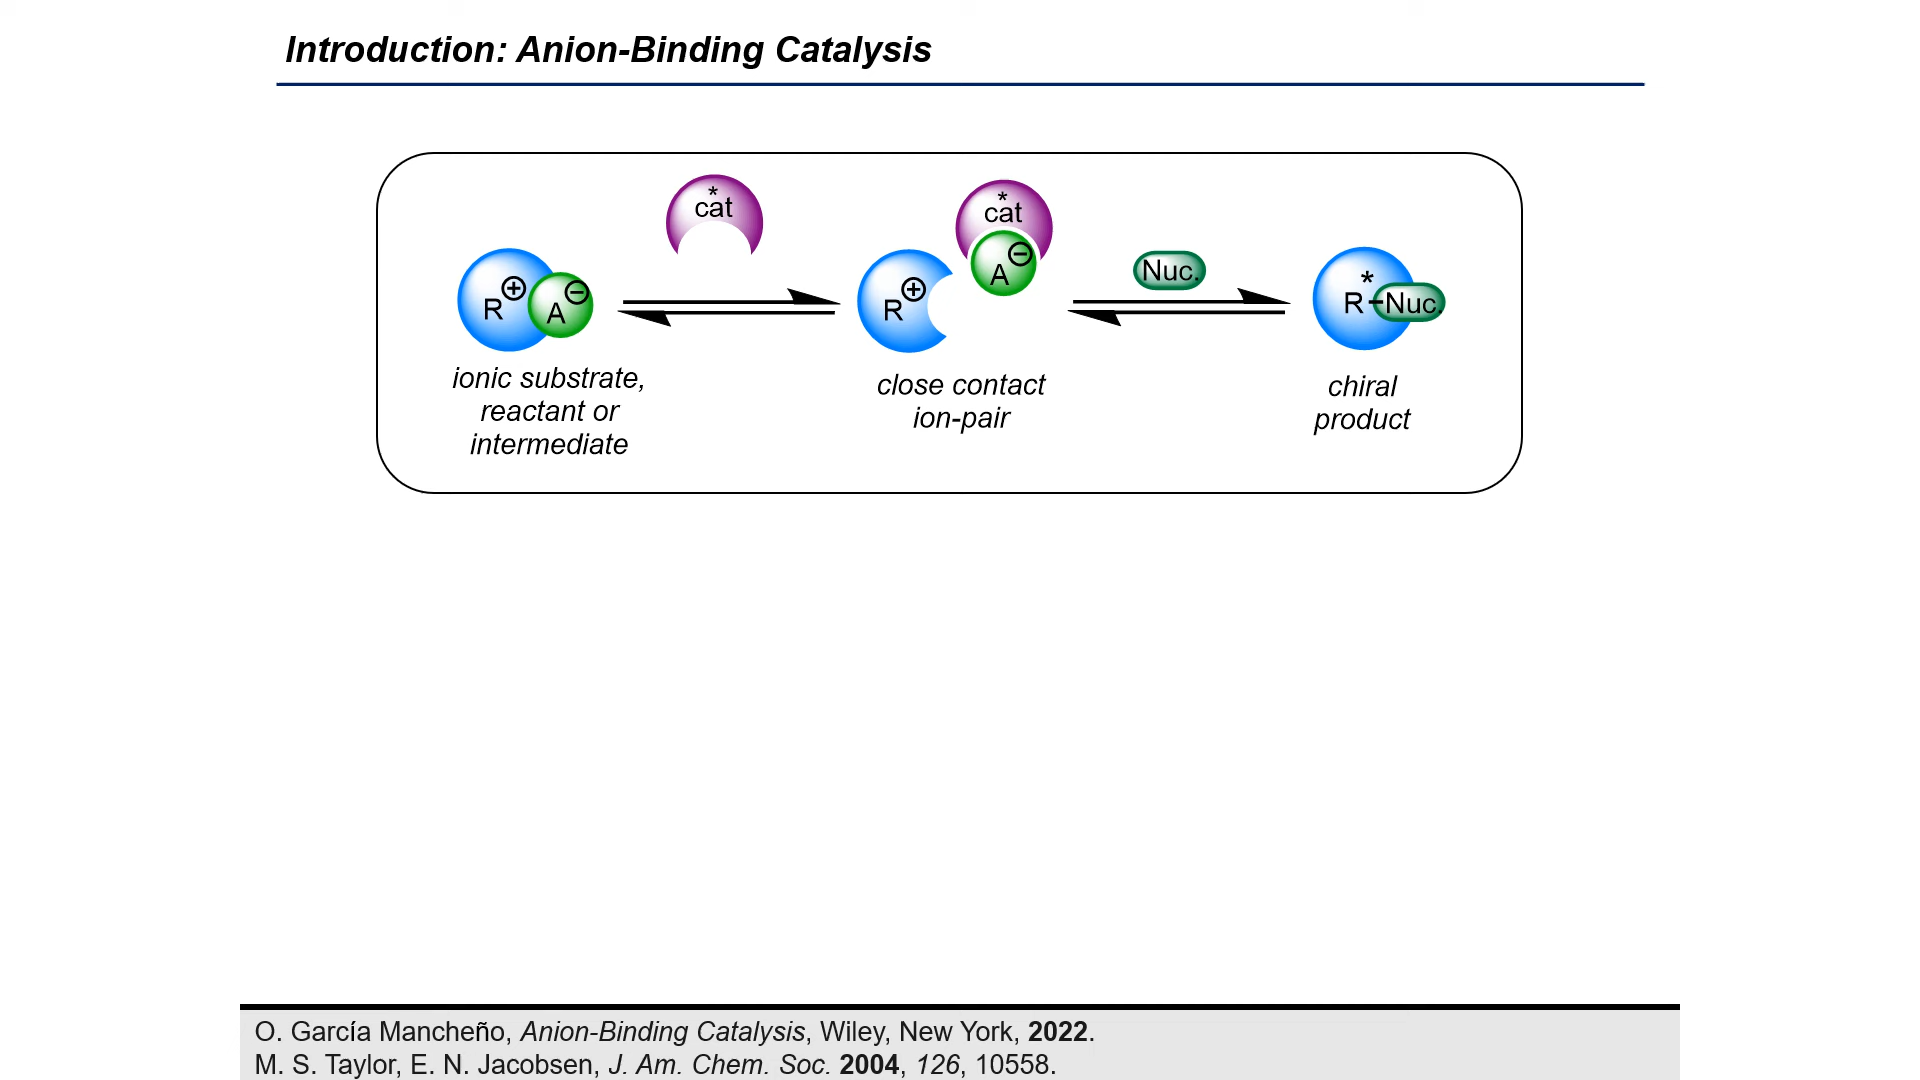 Introduction: Anion-Binding Catalysis
*
cat
*
cat
R⊕
A⊖
R⊕
A⊖
Nuc.
*
R-Nuc.
ionic substrate,
reactant or
intermediate
close contact
ion-pair
chiral
product
O. García Mancheño, Anion-Binding Catalysis, Wiley, New York, 2022.
M. S. Taylor, E. N. Jacobsen, J. Am. Chem. Soc. 2004, 126, 10558.